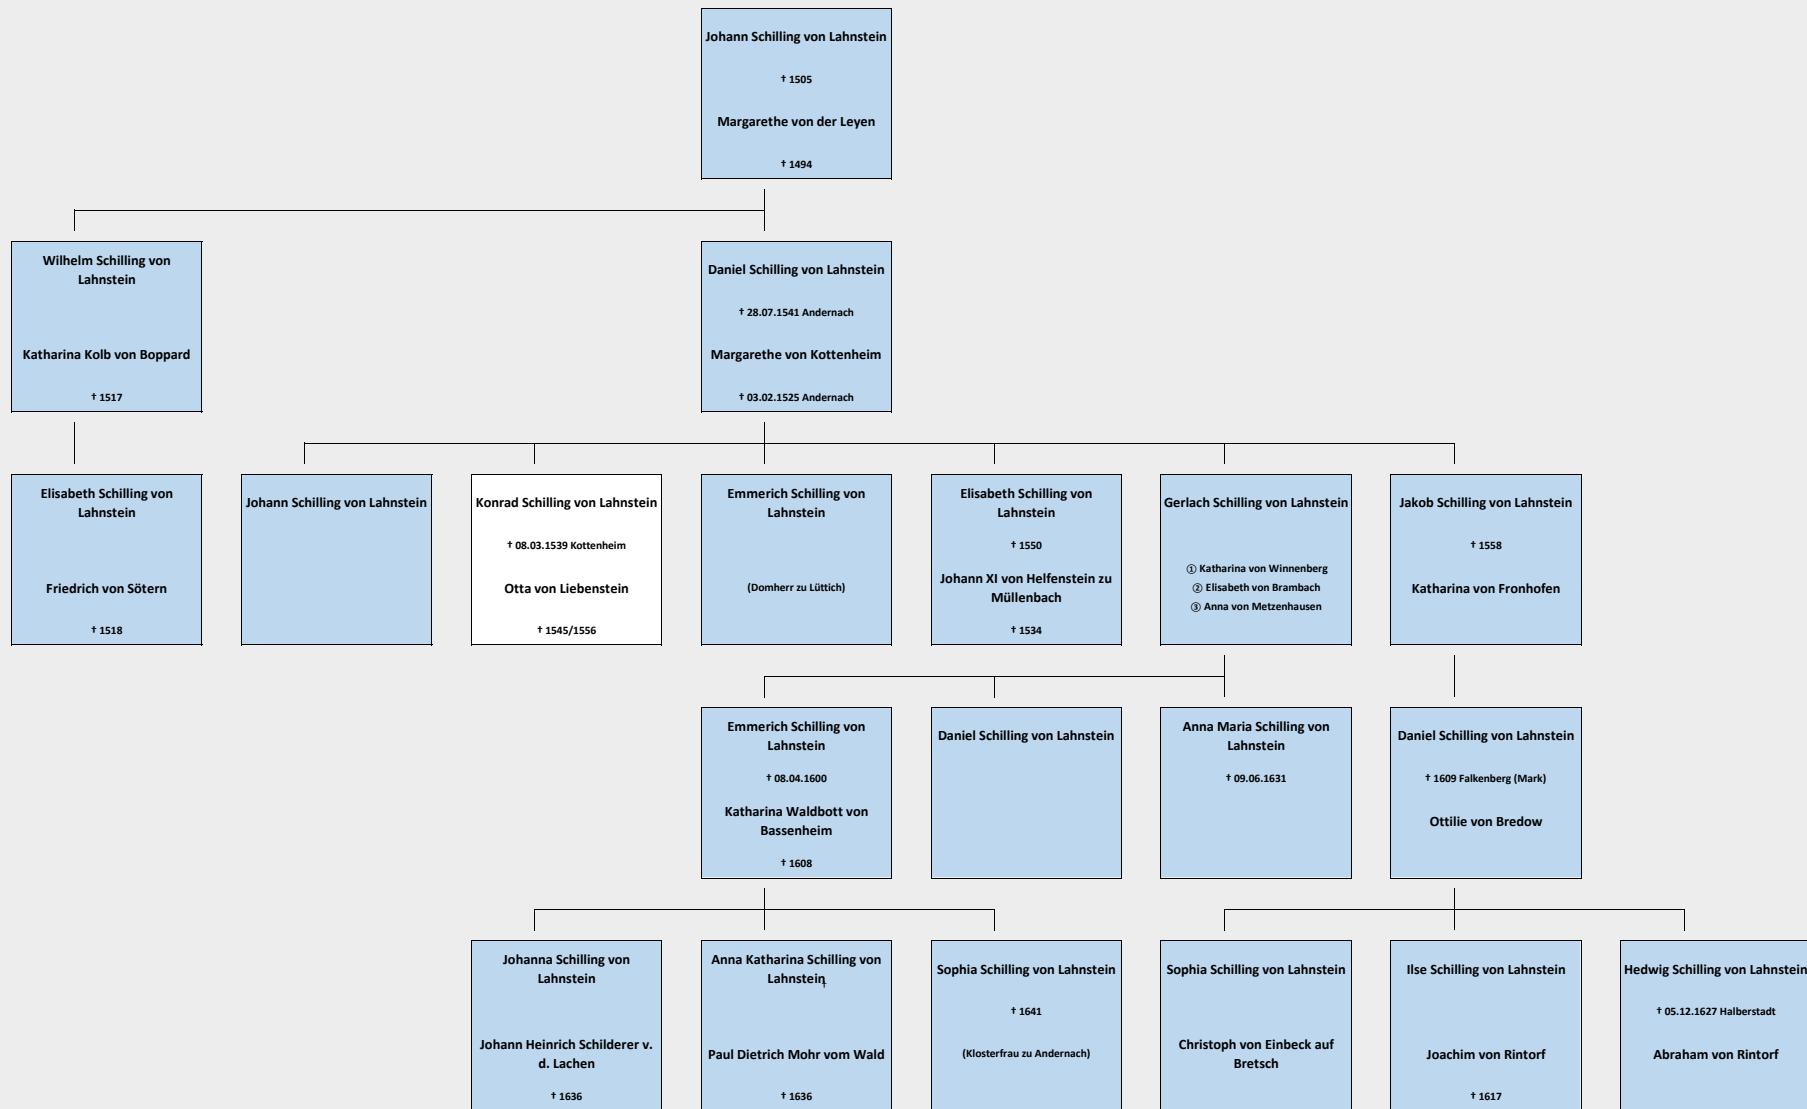 Johann Schilling von Lahnstein
† 1505
Margarethe von der Leyen
† 1494
Wilhelm Schilling von
Lahnstein
Katharina Kolb von Boppard
† 1517
Daniel Schilling von Lahnstein
† 28.07.1541 Andernach
Margarethe von Kottenheim
† 03.02.1525 Andernach
Elisabeth Schilling von
Lahnstein
Friedrich von Sötern
† 1518
Johann Schilling von Lahnstein
Konrad Schilling von Lahnstein
† 08.03.1539 Kottenheim
Otta von Liebenstein
† 1545/1556
Emmerich Schilling von
Lahnstein
(Domherr zu Lüttich)
Elisabeth Schilling von
Lahnstein
† 1550
Johann XI von Helfenstein zu
Müllenbach
† 1534
Gerlach Schilling von Lahnstein
① Katharina von Winnenberg
② Elisabeth von Brambach
③ Anna von Metzenhausen
Jakob Schilling von Lahnstein
† 1558
Katharina von Fronhofen
Emmerich Schilling von
Lahnstein
† 08.04.1600
Katharina Waldbott von
Bassenheim
† 1608
Daniel Schilling von Lahnstein
Anna Maria Schilling von
Lahnstein
† 09.06.1631
Daniel Schilling von Lahnstein
† 1609 Falkenberg (Mark)
Ottilie von Bredow
Johanna Schilling von
Lahnstein
Johann Heinrich Schilderer v.
d. Lachen
† 1636
Anna Katharina Schilling von
Lahnstein†
Paul Dietrich Mohr vom Wald
† 1636
Sophia Schilling von Lahnstein
† 1641
(Klosterfrau zu Andernach)
Sophia Schilling von Lahnstein
Christoph von Einbeck auf
Bretsch
Ilse Schilling von Lahnstein
Joachim von Rintorf
† 1617
Hedwig Schilling von Lahnstein
† 05.12.1627 Halberstadt
Abraham von Rintorf